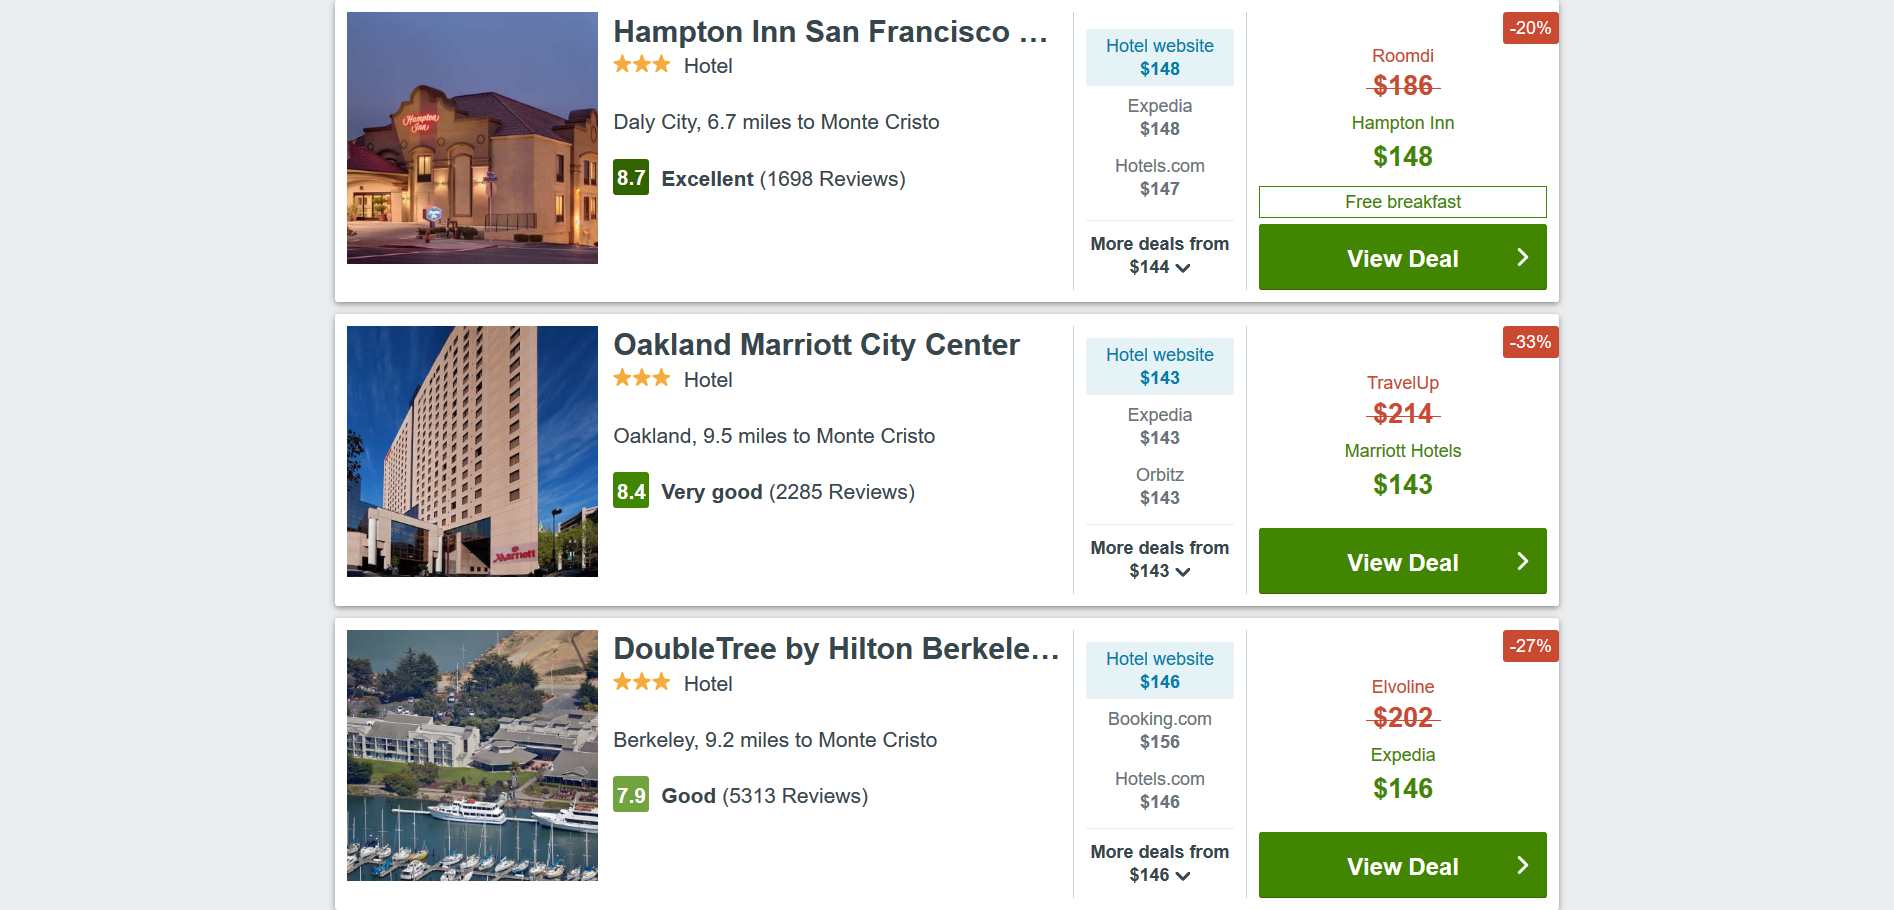 Hampton Inn San Francisco …
Hotel
Daly City, 6.7 miles to Monte Cristo
8.7 Excellent (1698 Reviews)
Hampton
Inn
Hotel website
$148
Expedia
$148
Hotels.com
$147
More deals from
$144
-20%
Roomdi
$186
Hampton Inn
$148
Free breakfast
View Deal
Oakland Marriott City Center
Hotel
Oakland, 9.5 miles to Monte Cristo
8.4 Very good (2285 Reviews)
Marriott
Hotel website
$143
Expedia
$143
Orbitz
$143
More deals from
$143
-33%
TravelUp
$214
Marriott Hotels
$143
View Deal
DoubleTree by Hilton Berkele…
Hotel
Berkeley, 9.2 miles to Monte Cristo
7.9 Good (5313 Reviews)
Hotel website
$146
Booking.com
$156
Hotels.com
$146
More deals from
$146
-27%
Elvoline
$202
Expedia
$146
View Deal